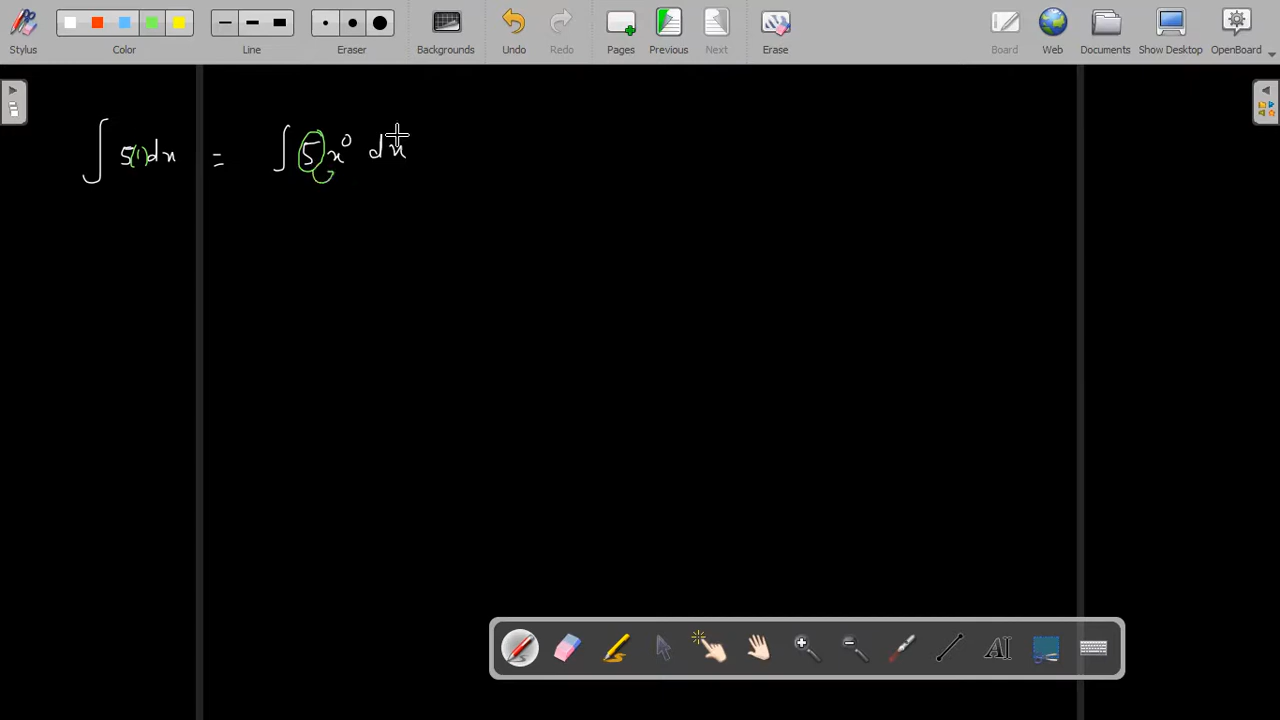 Stylus Color Line Eraser Backgrounds Undo Redo Pages Previous Next Erase Board Web Documents Show Desktop OpenBoard
∫ 5(1)dx = ∫ 5x⁰ dx
AI